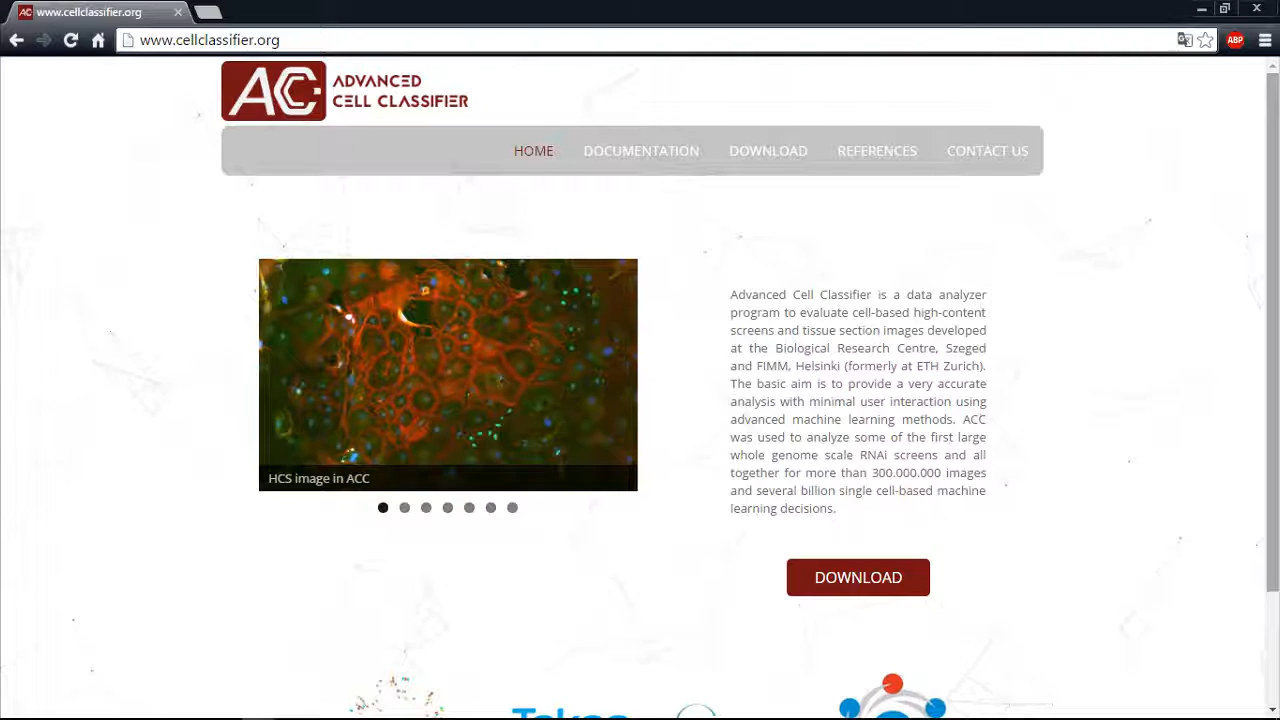 www.cellclassifier.org
www.cellclassifier.org
ABP
AC
ADVANCED
CELL CLASSIFIER
HOME DOCUMENTATION DOWNLOAD REFERENCES CONTACT US
HCS image in ACC
Advanced Cell Classifier is a data analyzer
program to evaluate cell-based high-content
screens and tissue section images developed
at the Biological Research Centre, Szeged
and FIMM, Helsinki (formerly at ETH Zurich).
The basic aim is to provide a very accurate
analysis with minimal user interaction using
advanced machine learning methods. ACC
was used to analyze some of the first large
whole genome scale RNAi screens and all
together for more than 300.000.000 images
and several billion single cell-based machine
learning decisions.
DOWNLOAD